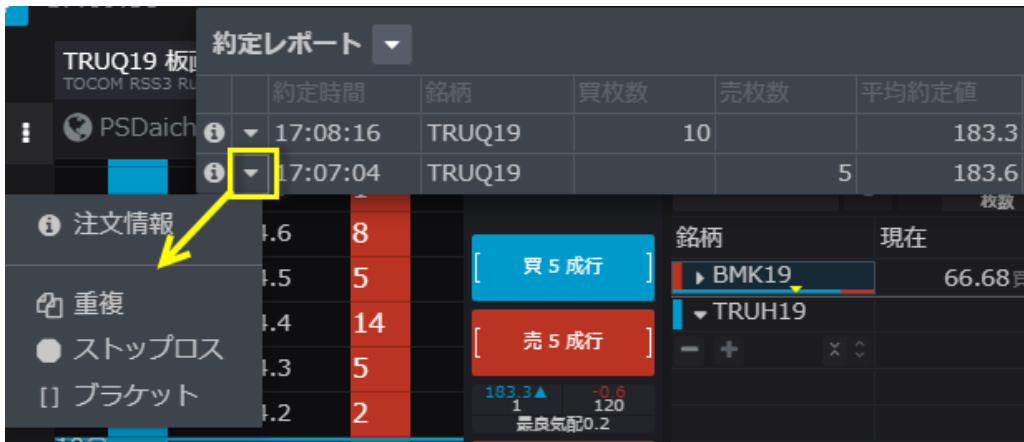 約定レポート
TRUQ19 板
TOCOM RSS3 RU
PSDaich
約定時間 銘柄 買枚数 売枚数 平均約定値
17:08:16 TRUQ19 10 183.3
17:07:04 TRUQ19 5 183.6
枚数
注文情報
重複
ストップロス
[ ] ブラケット
.6 8
.5 5
.4 14
.3 5
.2 2
[ 買 5 成行 ]
[ 売 5 成行 ]
183.3▲ -0.6
1 120
最良気配0.2
銘柄 現在
BMK19 66.68
TRUH19